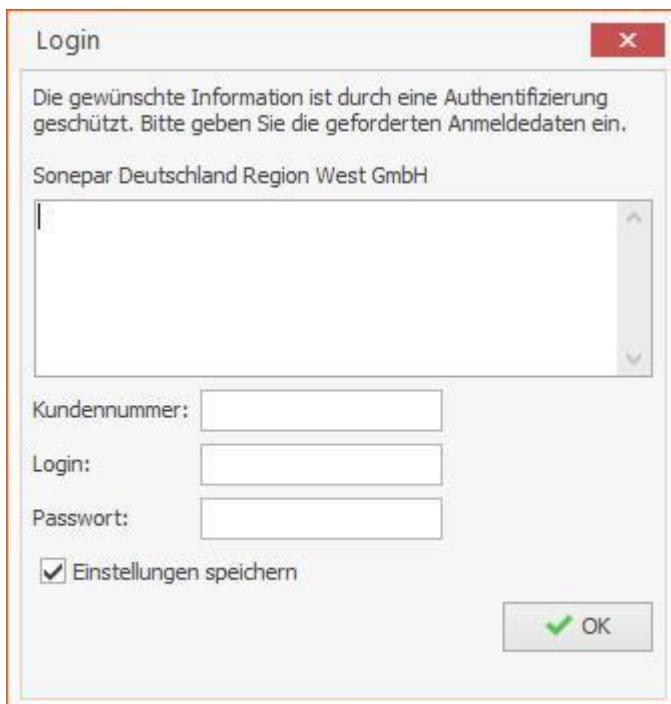 Login
Die gewünschte Information ist durch eine Authentifizierung
geschützt. Bitte geben Sie die geforderten Anmeldedaten ein.
Sonepar Deutschland Region West GmbH
Kundennummer:
Login:
Passwort:
Einstellungen speichern
OK